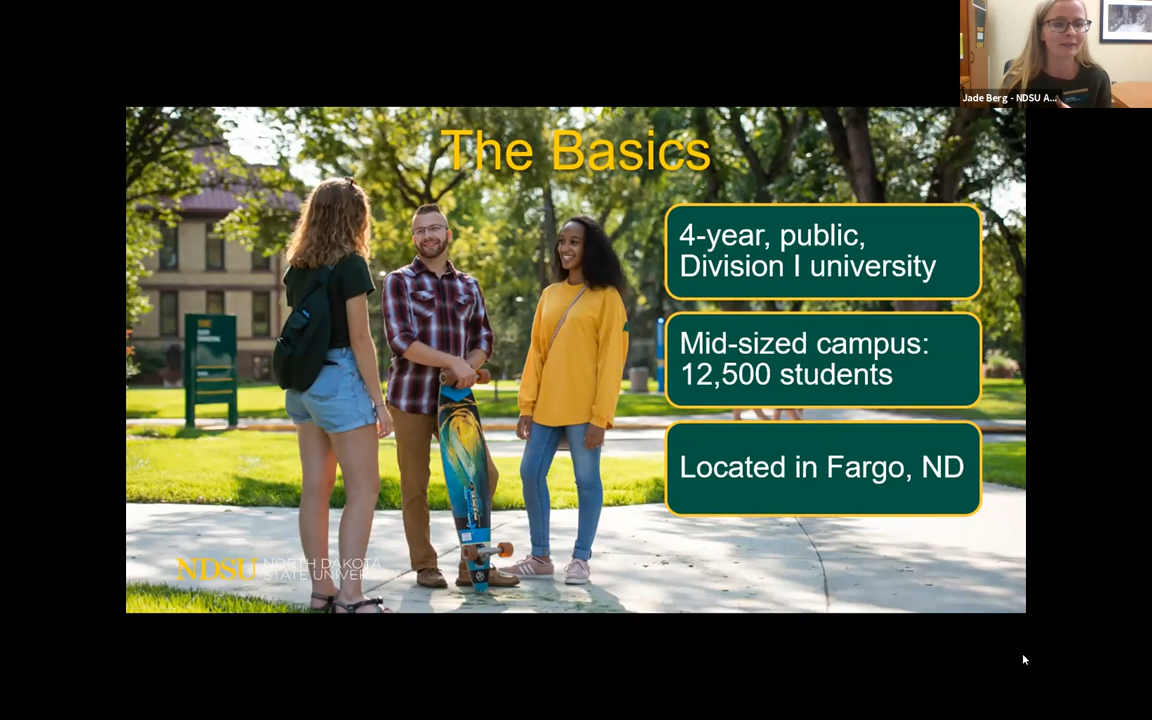 Jade Berg - NDSU A...
The Basics
4-year, public,
Division I university
Mid-sized campus:
12,500 students
Located in Fargo, ND
NDSU NORTH DAKOTA
STATE UNIVERSITY